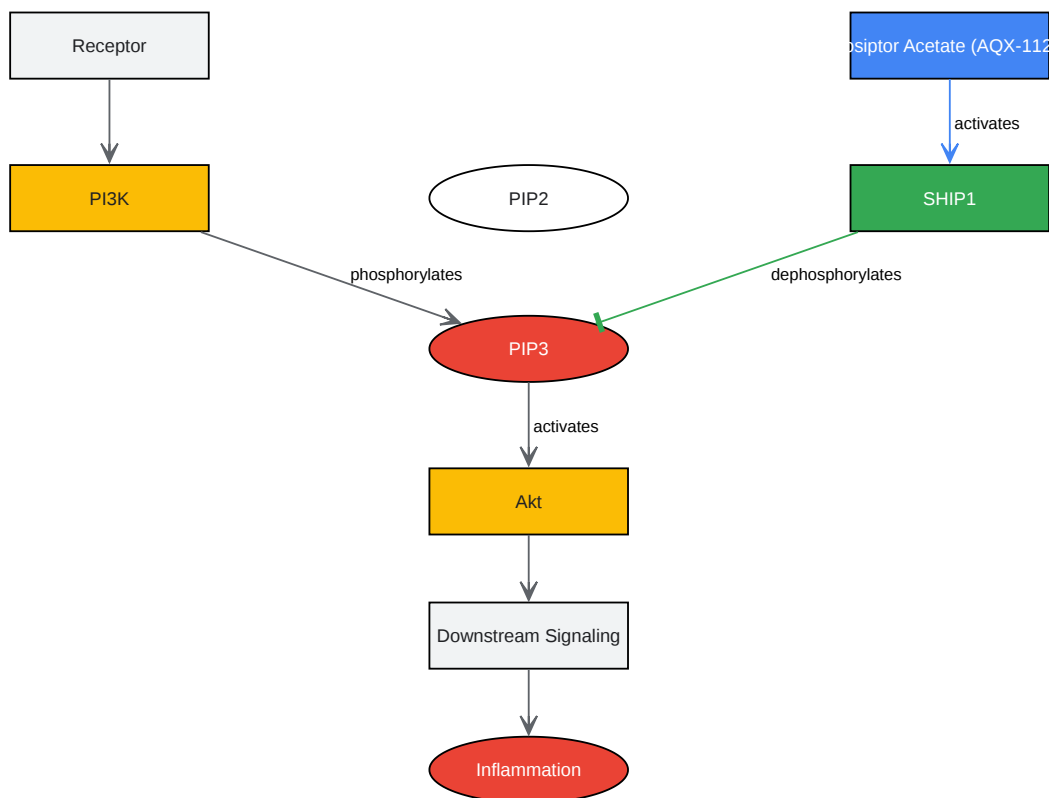 Receptor
osiptor Acetate (AQX-112
activates
PI3K
PIP2
SHIP1
phosphorylates
dephosphorylates
PIP3
activates
Akt
Downstream Signaling
Inflammation